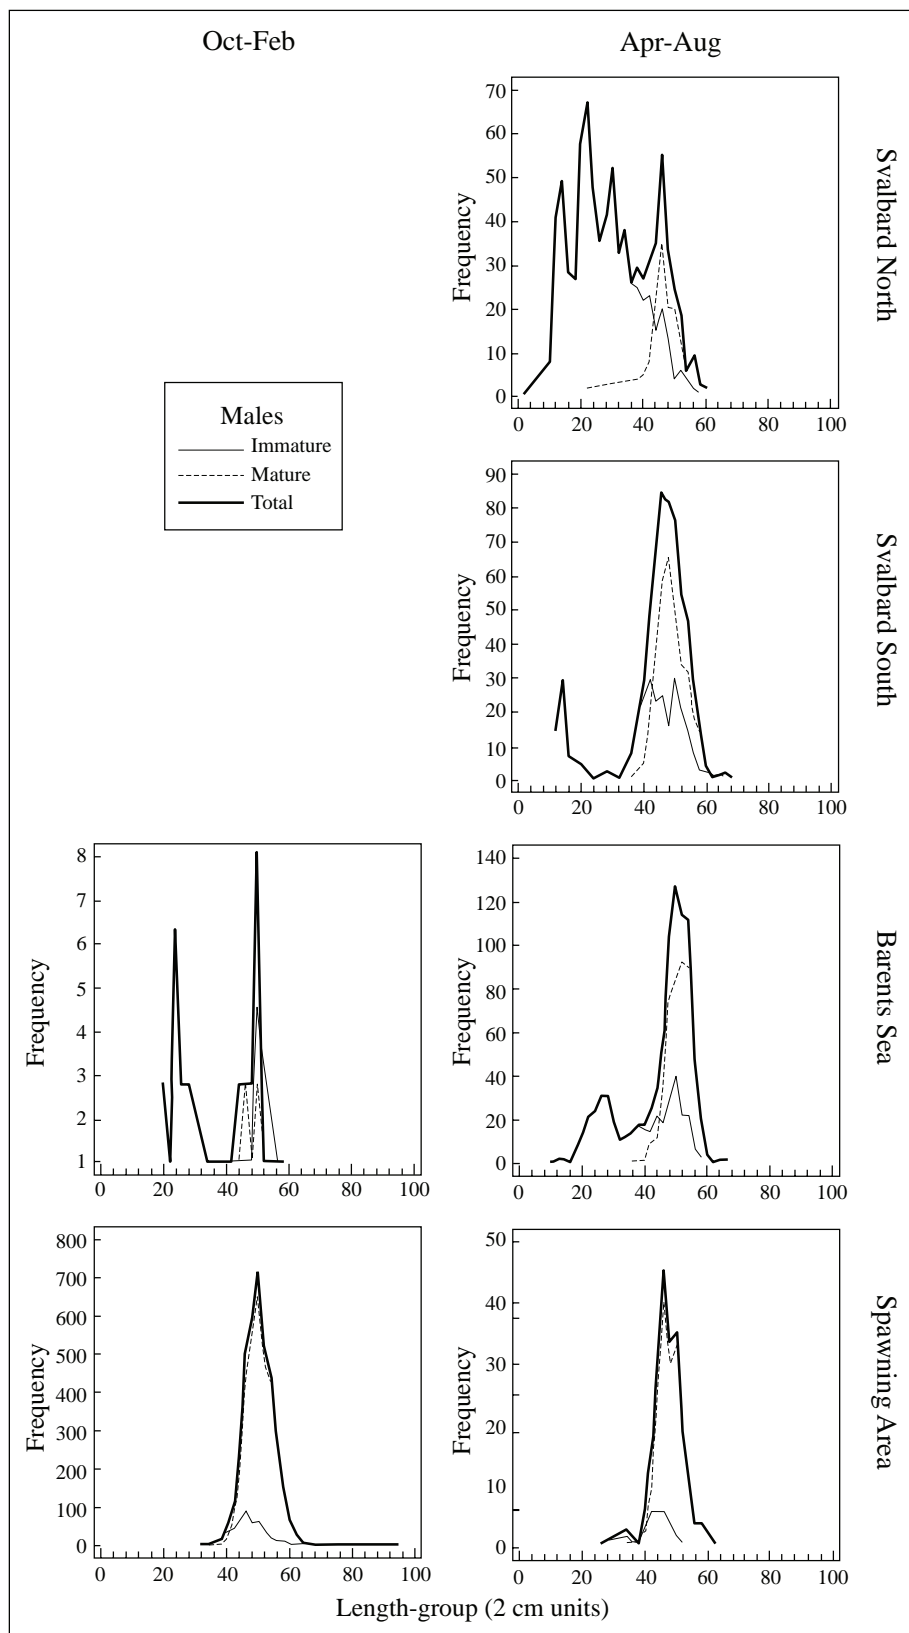 Oct-Feb
Apr-Aug
70
60
50
40
30
20
10
0
Frequency
0 20 40 60 80 100
Svalbard North
Males
Immature
Mature
Total
90
80
70
60
50
40
30
20
10
0
Frequency
0 20 40 60 80 100
Svalbard South
8
7
6
5
4
3
2
1
Frequency
0 20 40 60 80 100
140
120
100
80
60
40
20
0
Frequency
0 20 40 60 80 100
Barents Sea
800
700
600
500
400
300
200
100
0
Frequency
0 20 40 60 80 100
50
40
30
20
10
0
Frequency
0 20 40 60 80 100
Spawning Area
Length-group (2 cm units)